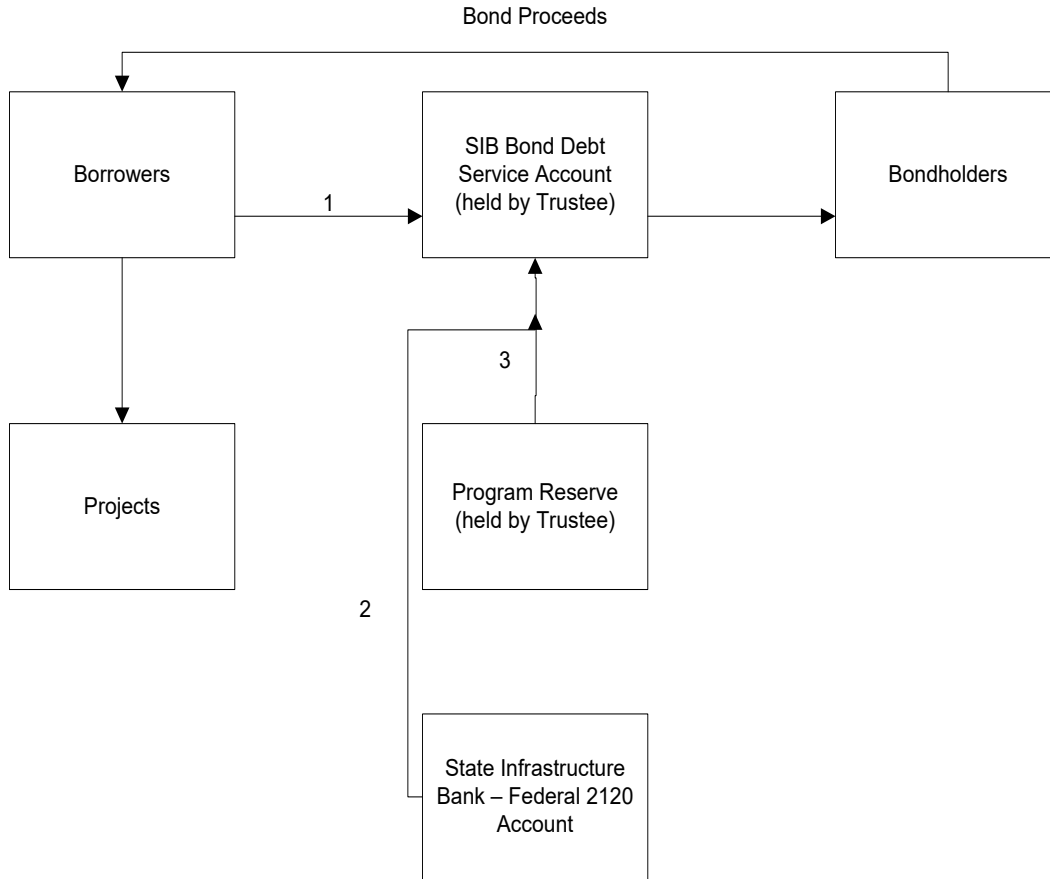 Bond Proceeds
Borrowers
SIB Bond Debt
Service Account
(held by Trustee)
Bondholders
1
3
Projects
Program Reserve
(held by Trustee)
2
State Infrastructure
Bank – Federal 2120
Account